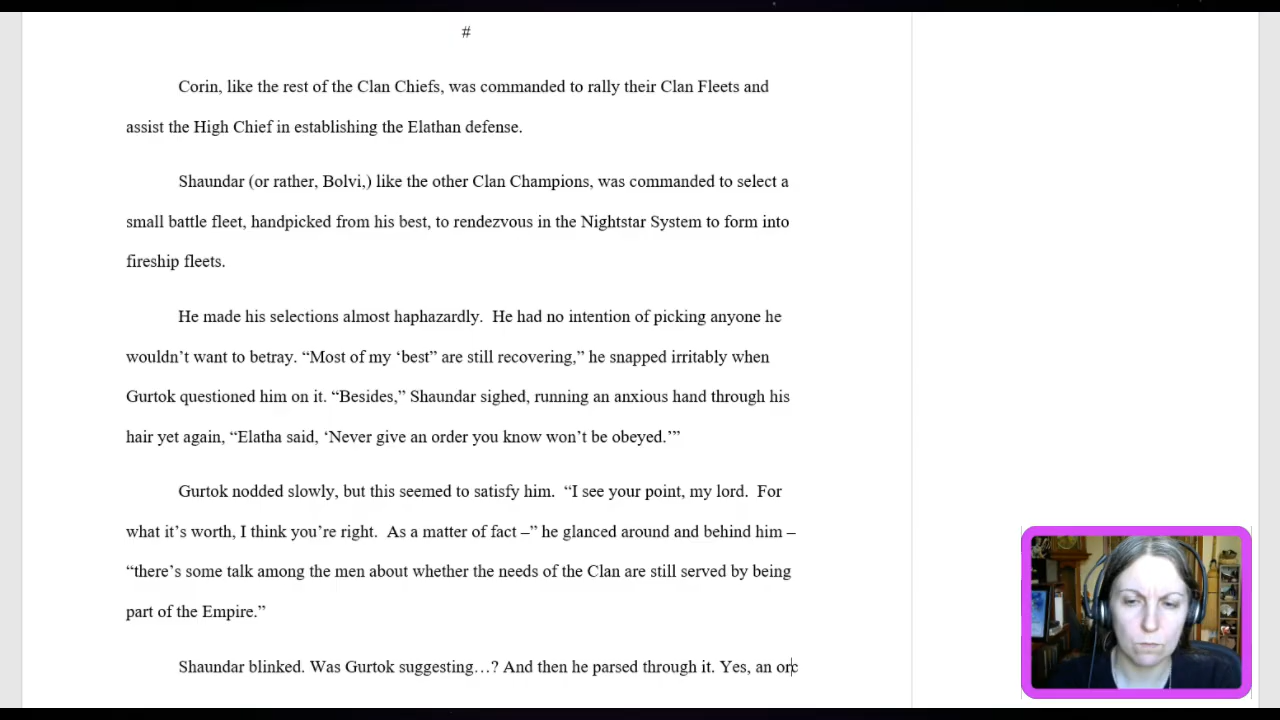 #
Corin, like the rest of the Clan Chiefs, was commanded to rally their Clan Fleets and
assist the High Chief in establishing the Elathan defense.
Shaundar (or rather, Bolvi,) like the other Clan Champions, was commanded to select a
small battle fleet, handpicked from his best, to rendezvous in the Nightstar System to form into
fireship fleets.
He made his selections almost haphazardly.  He had no intention of picking anyone he
wouldn’t want to betray. “Most of my ‘best” are still recovering,” he snapped irritably when
Gurtok questioned him on it. “Besides,” Shaundar sighed, running an anxious hand through his
hair yet again, “Elatha said, ‘Never give an order you know won’t be obeyed.’”
Gurtok nodded slowly, but this seemed to satisfy him.  “I see your point, my lord.  For
what it’s worth, I think you’re right.  As a matter of fact –” he glanced around and behind him –
“there’s some talk among the men about whether the needs of the Clan are still served by being
part of the Empire.”
Shaundar blinked. Was Gurtok suggesting…? And then he parsed through it. Yes, an orc